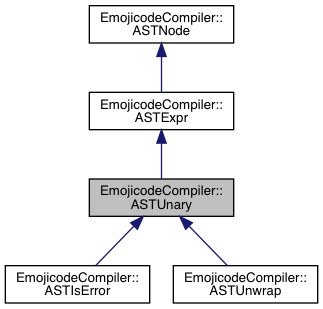 EmojicodeCompiler::
ASTNode
EmojicodeCompiler::
ASTExpr
EmojicodeCompiler::
ASTUnary
EmojicodeCompiler::
ASTIsError
EmojicodeCompiler::
ASTUnwrap